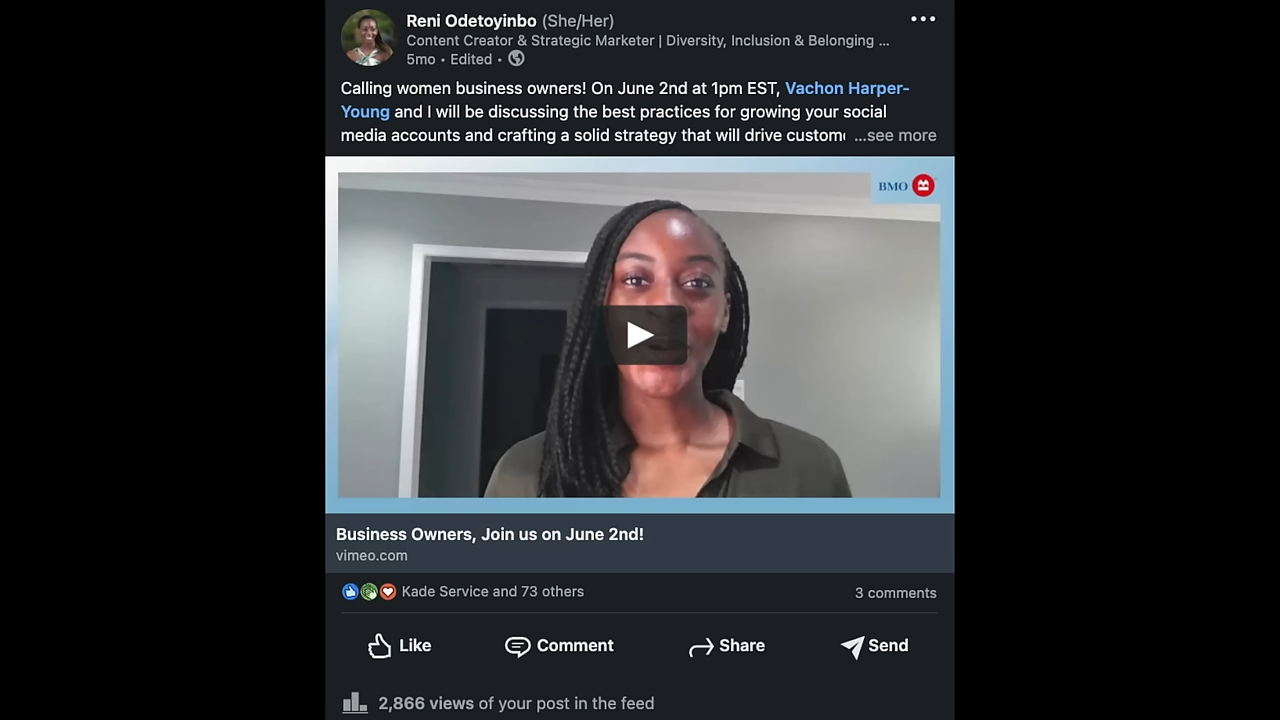 Reni Odetoyinbo (She/Her)
Content Creator & Strategic Marketer | Diversity, Inclusion & Belonging ...
5mo • Edited •
Calling women business owners! On June 2nd at 1pm EST, Vachon Harper-
Young and I will be discussing the best practices for growing your social
media accounts and crafting a solid strategy that will drive custome ...see more
BMO
Business Owners, Join us on June 2nd!
vimeo.com
Kade Service and 73 others
3 comments
Like
Comment
Share
Send
2,866 views of your post in the feed